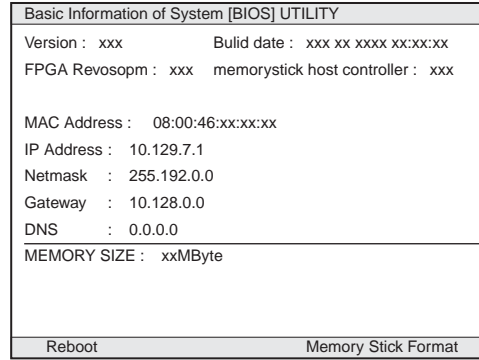 Basic Information of System [BIOS] UTILITY
Version : xxx Bulid date : xxx xx xxxx xx:xx:xx
FPGA Revosopm : xxx memorystick host controller : xxx
MAC Address : 08:00:46:xx:xx:xx
IP Address : 10.129.7.1
Netmask : 255.192.0.0
Gateway : 10.128.0.0
DNS : 0.0.0.0
MEMORY SIZE : xxMByte
Reboot Memory Stick Format